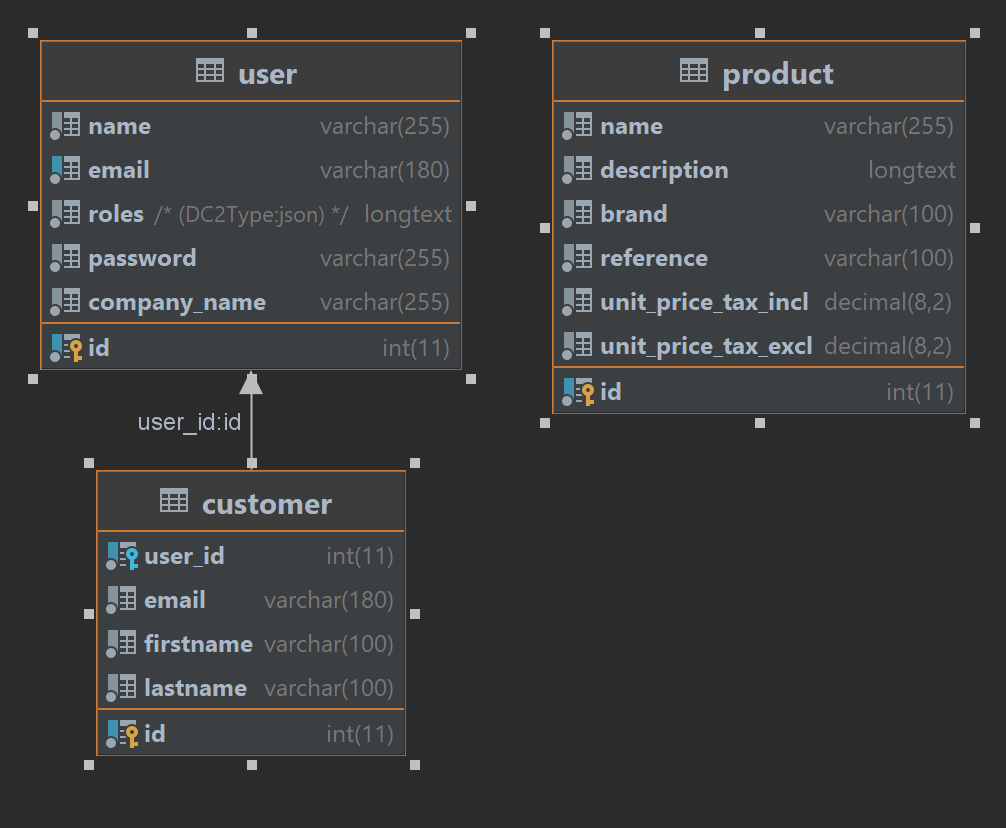 user
name varchar(255)
email varchar(180)
roles /* (DC2Type:json) */ longtext
password varchar(255)
company_name varchar(255)
id int(11)
product
name varchar(255)
description longtext
brand varchar(100)
reference varchar(100)
unit_price_tax_incl decimal(8,2)
unit_price_tax_excl decimal(8,2)
id int(11)
user_id:id
customer
user_id int(11)
email varchar(180)
firstname varchar(100)
lastname varchar(100)
id int(11)